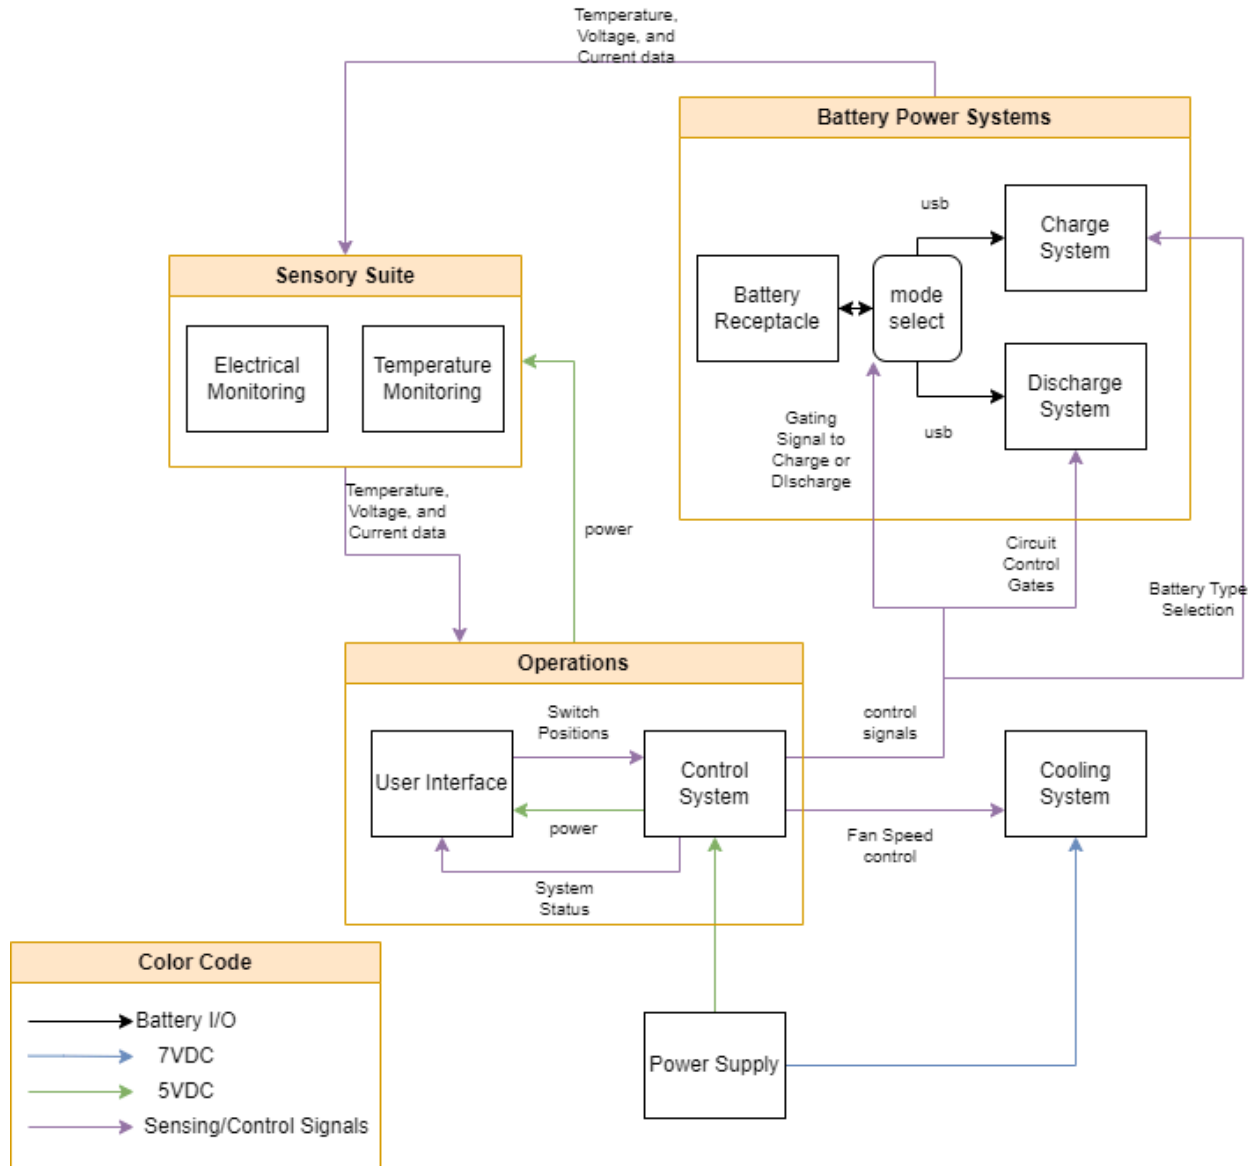 Temperature,
Voltage, and
Current data
Battery Power Systems
usb
Charge
System
Sensory Suite
Battery
Receptacle
mode
select
Electrical
Monitoring
Temperature
Monitoring
Discharge
System
Gating
Signal to
Charge or
DIscharge
usb
Temperature,
Voltage, and
Current data
power
Circuit
Control
Gates
Battery Type
Selection
Operations
Switch
Positions
control
signals
User Interface
Control
System
Cooling
System
power
Fan Speed
control
System
Status
Color Code
Battery I/O
7VDC
5VDC
Sensing/Control Signals
Power Supply